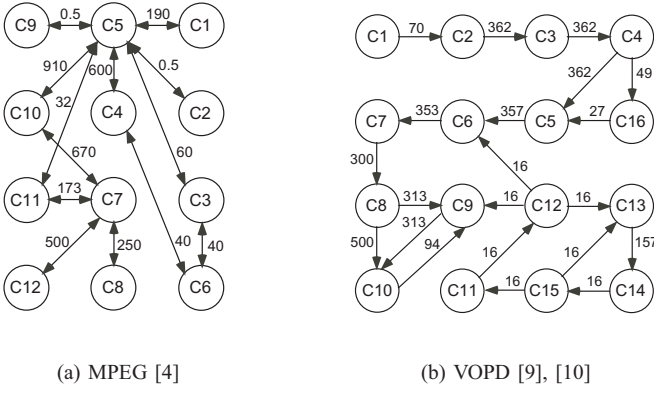 C9 0.5 C5 190 C1
910 600 0.5
32
C10 C4 C2
670 60
C11 173 C7 C3
500 250 40 40
C12 C8 C6
(a) MPEG [4]
C1 70 C2 362 C3 362 C4
362 49
C7 353 C6 357 C5 27 C16
300 16
C8 313 C9 16 C12 16 C13
500 313 94 16 16 157
C10 C11 16 C15 16 C14
(b) VOPD [9], [10]